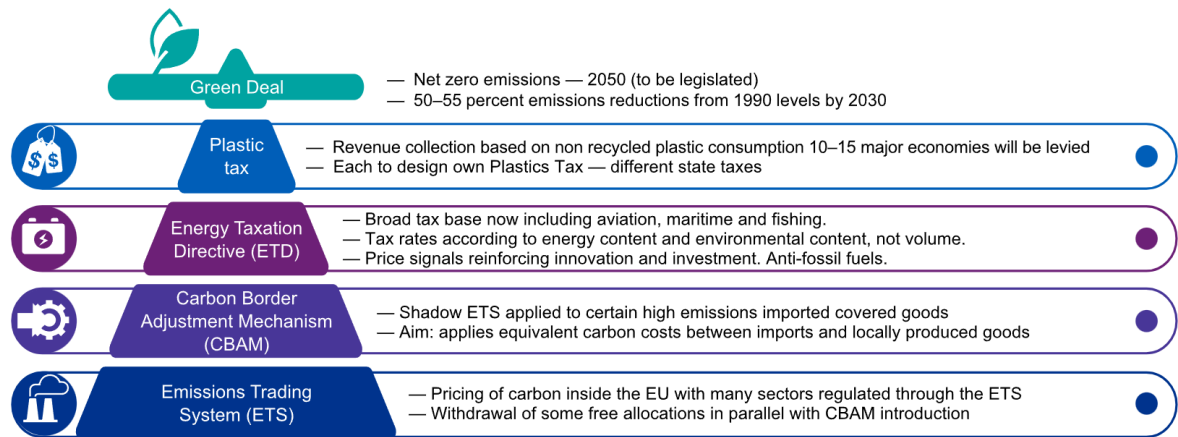 Green Deal
— Net zero emissions — 2050 (to be legislated)
— 50–55 percent emissions reductions from 1990 levels by 2030
$ $
Plastic
tax
— Revenue collection based on non recycled plastic consumption 10–15 major economies will be levied
— Each to design own Plastics Tax — different state taxes
Energy Taxation
Directive (ETD)
— Broad tax base now including aviation, maritime and fishing.
— Tax rates according to energy content and environmental content, not volume.
— Price signals reinforcing innovation and investment. Anti-fossil fuels.
Carbon Border
Adjustment Mechanism
(CBAM)
— Shadow ETS applied to certain high emissions imported covered goods
— Aim: applies equivalent carbon costs between imports and locally produced goods
Emissions Trading
System (ETS)
— Pricing of carbon inside the EU with many sectors regulated through the ETS
— Withdrawal of some free allocations in parallel with CBAM introduction